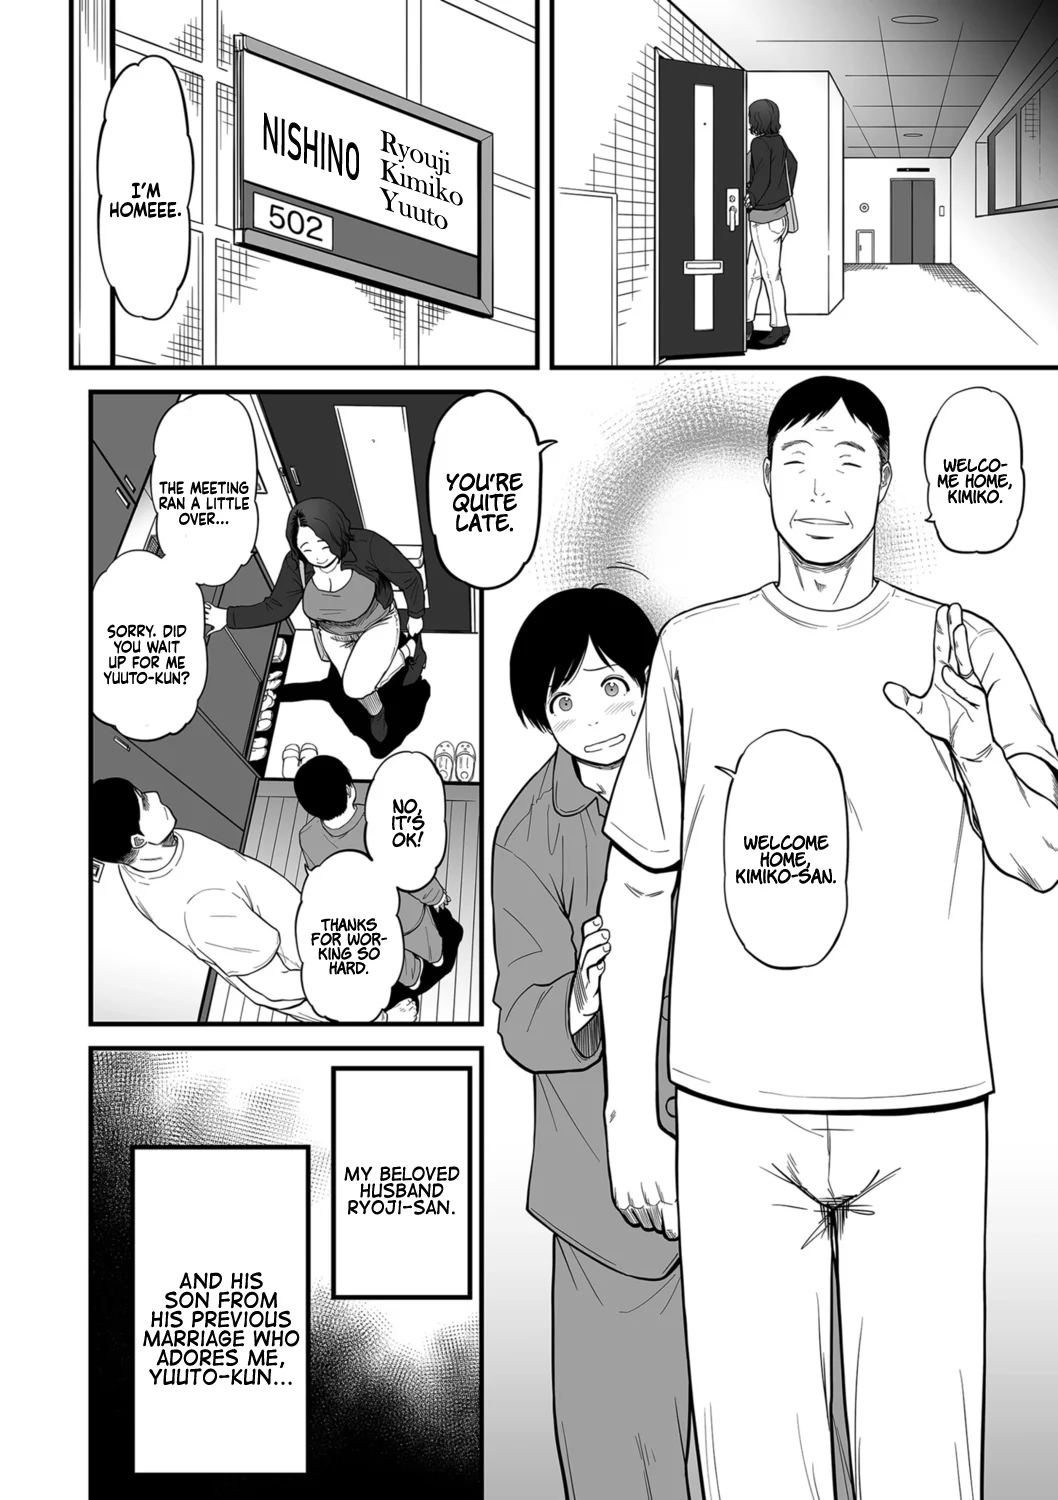 I'M
HOMEEE.
NISHINO
Ryouji
Kimiko
Yuuto
502
WELCO-
ME HOME,
KIMIKO.
WELCOME
HOME,
KIMIKO-SAN.
YOU'RE
QUITE
LATE.
THE MEETING
RAN A LITTLE
OVER...
SORRY. DID
YOU WAIT
UP FOR ME
YUUTO-KUN?
NO,
IT'S
OK!
THANKS
FOR WOR-
KING SO
HARD.
MY BELOVED
HUSBAND
RYOJI-SAN.
AND HIS
SON FROM
HIS PREVIOUS
MARRIAGE WHO
ADORES ME,
YUUTO-KUN...